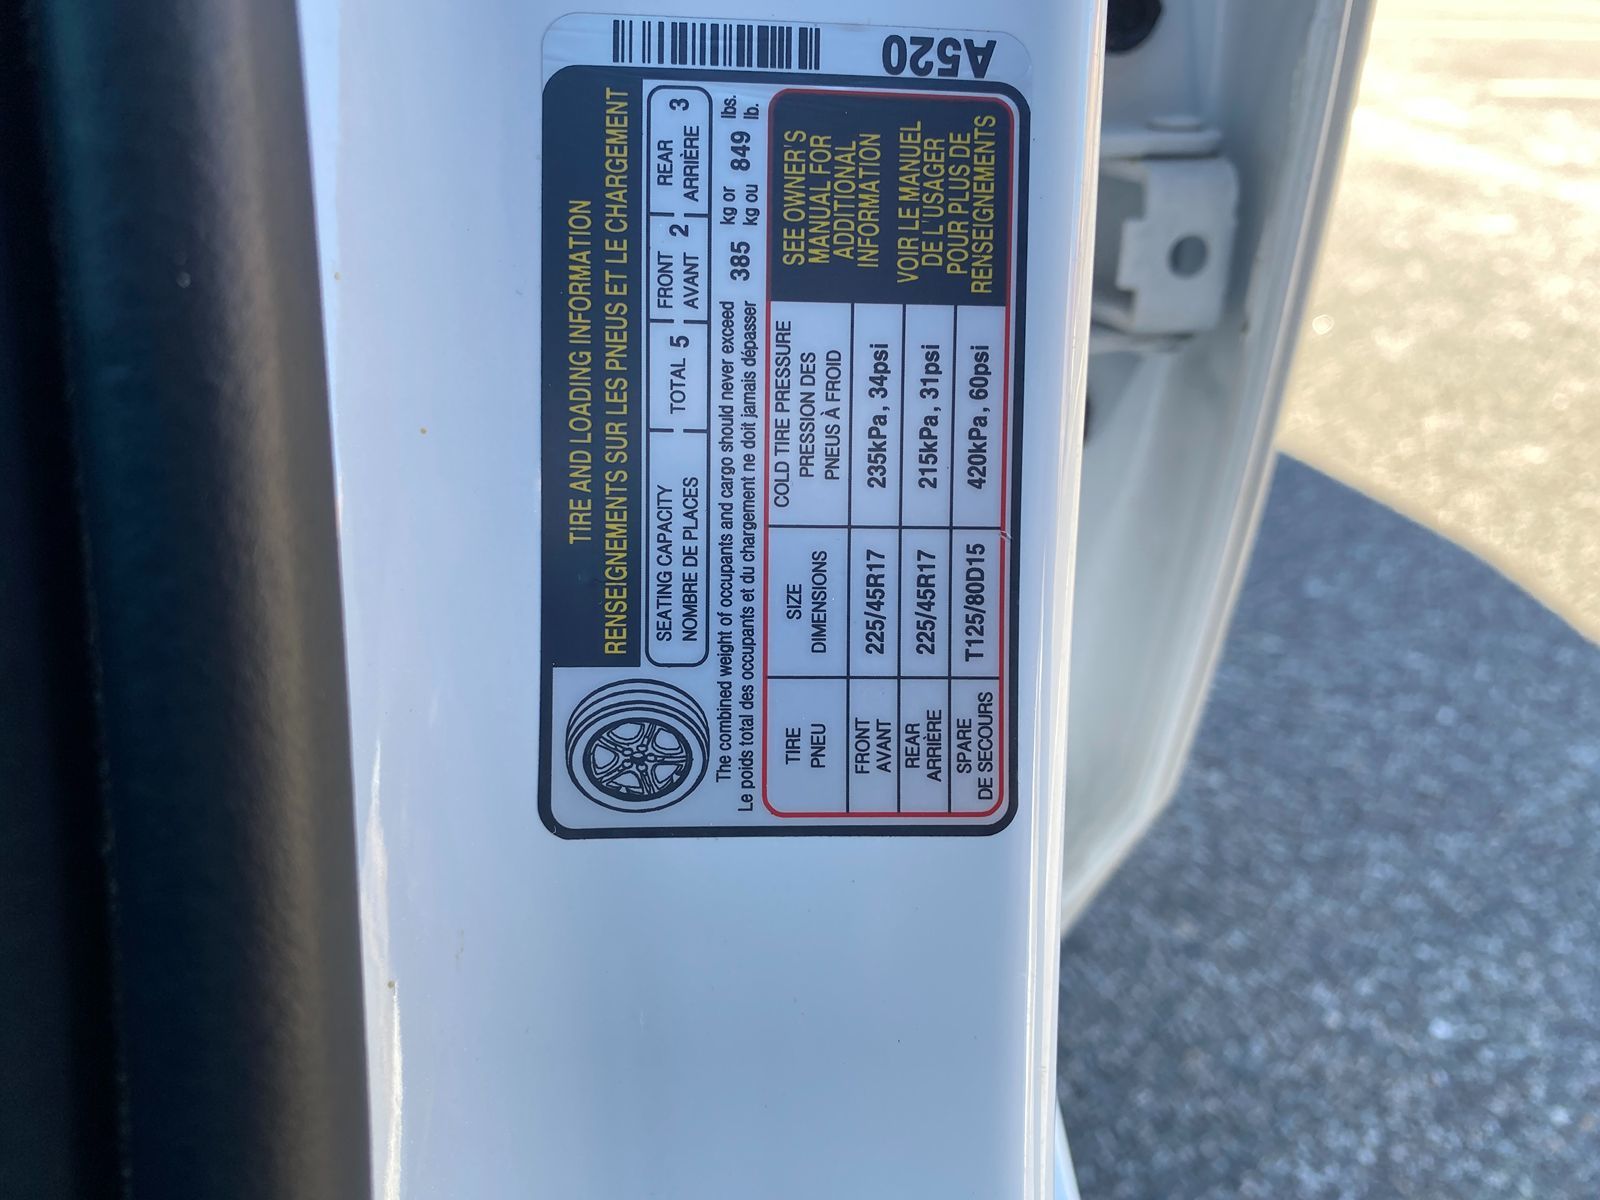 A520
TIRE AND LOADING INFORMATION
RENSEIGNEMENTS SUR LES PNEUS ET LE CHARGEMENT
SEATING CAPACITY
NOMBRE DE PLACES
TOTAL 5
FRONT
AVANT 2
REAR
ARRIÈRE 3
The combined weight of occupants and cargo should never exceed 385 kg or 849 lbs.
Le poids total des occupants et du chargement ne doit jamais dépasser 385 kg ou 849 lb.
TIRE
PNEU
SIZE
DIMENSIONS
COLD TIRE PRESSURE
PRESSION DES
PNEUS À FROID
FRONT
AVANT
225/45R17
235kPa, 34psi
REAR
ARRIÈRE
225/45R17
215kPa, 31psi
SPARE
DE SECOURS
T125/80D15
420kPa, 60psi
SEE OWNER'S
MANUAL FOR
ADDITIONAL
INFORMATION
VOIR LE MANUEL
DE L'USAGER
POUR PLUS DE
RENSEIGNEMENTS